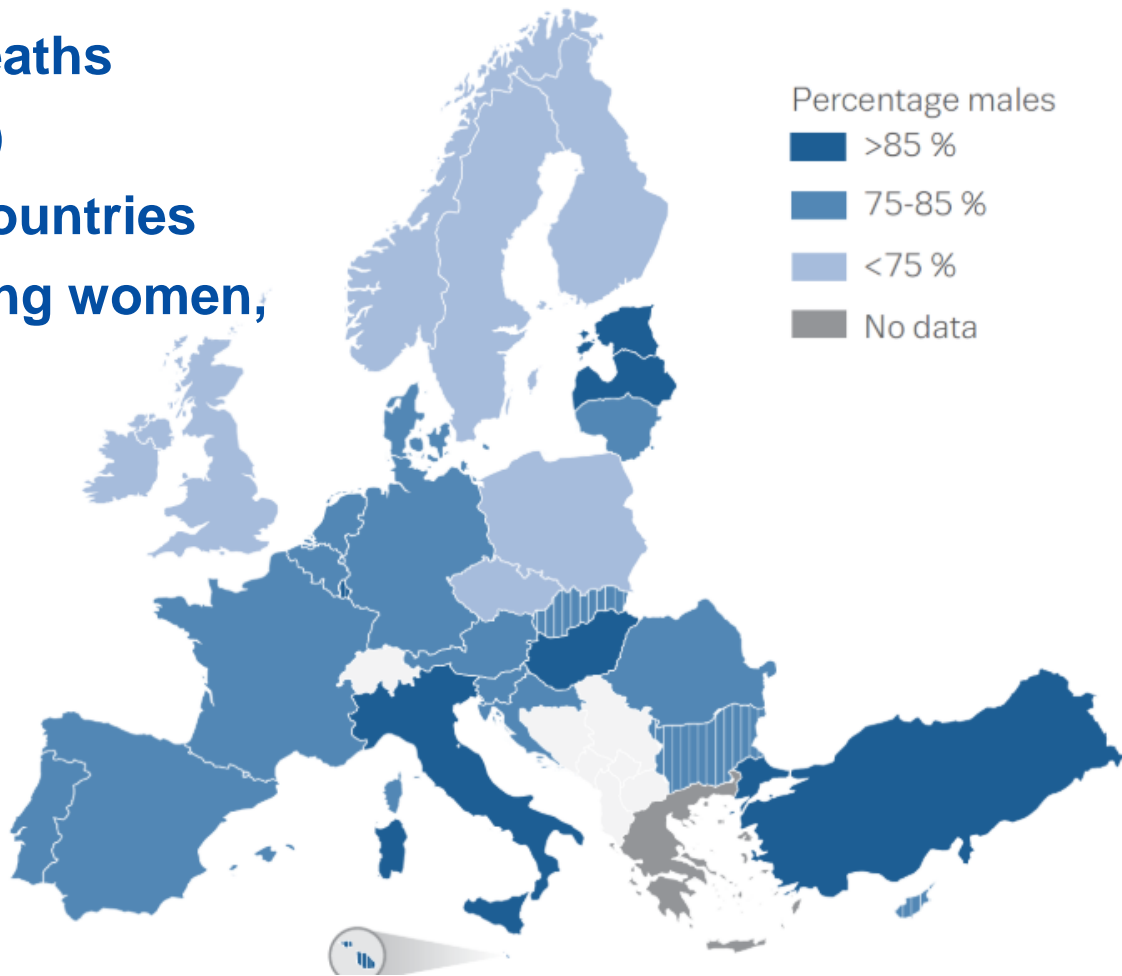 eaths
)
ountries
ng women,
Percentage males
>85 %
75-85 %
<75 %
No data